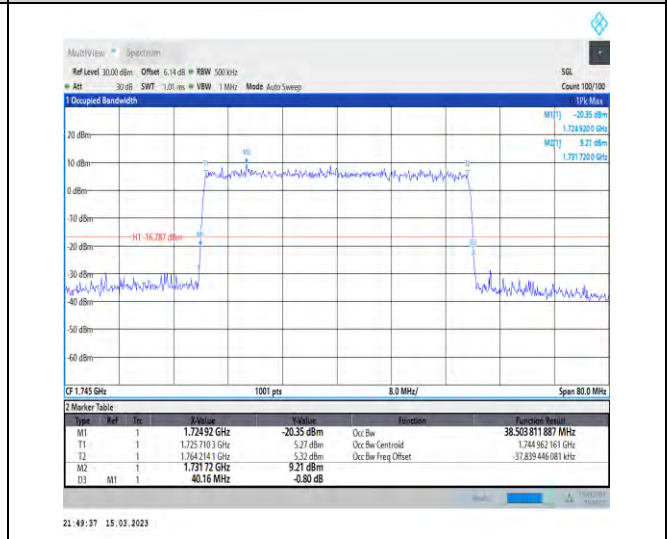 MultiView Spectrum
Ref Level 30.00 dBm Offset 6.14 dB RBW 500 kHz SGL
Att 30 dB SWT 1.01 ms VBW 1 MHz Mode Auto Sweep Count 100/100
1 Occupied Bandwidth 1Pk Max
M1[1] -20.35 dBm
1.724 920 0 GHz
M2[1] 9.21 dBm
1.731 720 0 GHz
20 dBm
10 dBm
0 dBm
-10 dBm
H1 -16.787 dBm
-20 dBm
-30 dBm
-40 dBm
-50 dBm
-60 dBm
T1
M2
T2
M1
D3
CF 1.745 GHz 1001 pts 8.0 MHz/ Span 80.0 MHz
2 Marker Table
Type Ref Trc X-Value Y-Value Function Function Result
M1 1 1.724 92 GHz -20.35 dBm Occ Bw 38.503 811 887 MHz
T1 1 1.725 710 3 GHz 5.27 dBm Occ Bw Centroid 1.744 962 161 GHz
T2 1 1.764 214 1 GHz 5.32 dBm Occ Bw Freq Offset -37.839 446 081 kHz
M2 1 1.731 72 GHz 9.21 dBm
D3 M1 1 40.16 MHz -0.80 dB
21:49:37 15.03.2023